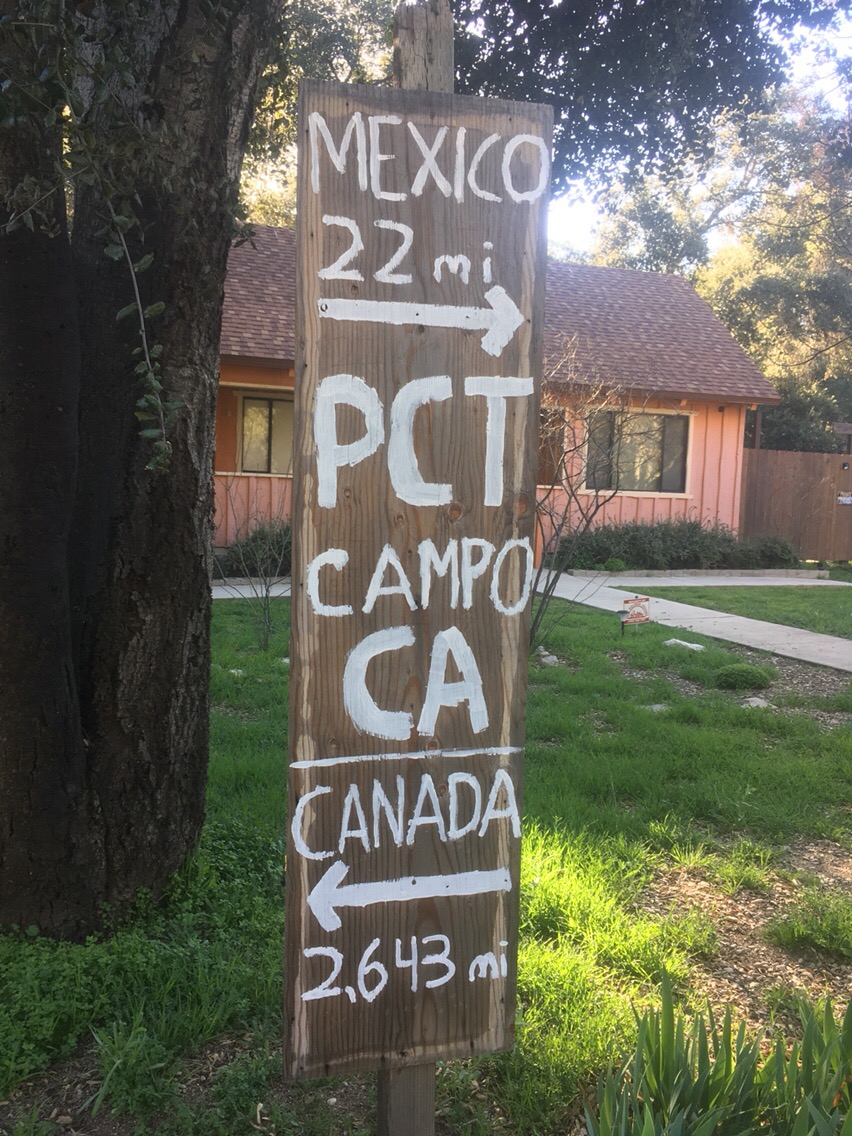 MEXICO
22 mi
PCT
CAMPO
CA
CANADA
2,643 mi